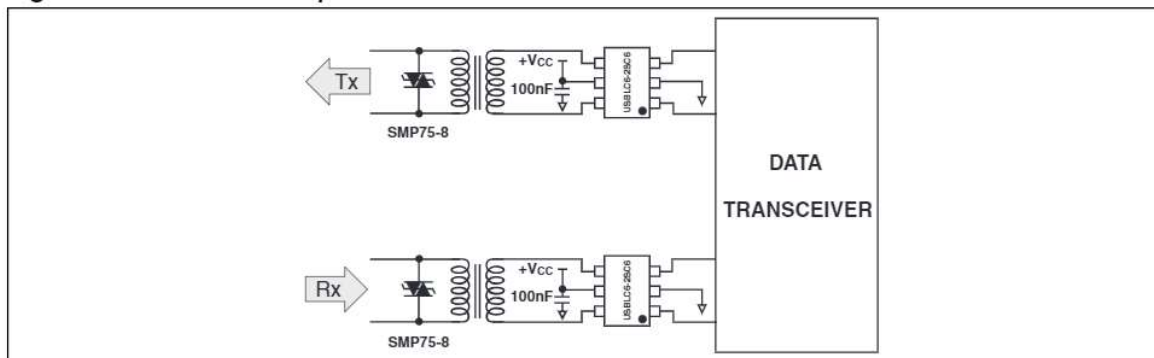 +Vcc
Tx
100nF
USBLC6-2SC6
SMP75-8
DATA
TRANSCEIVER
+Vcc
Rx
100nF
USBLC6-2SC6
SMP75-8